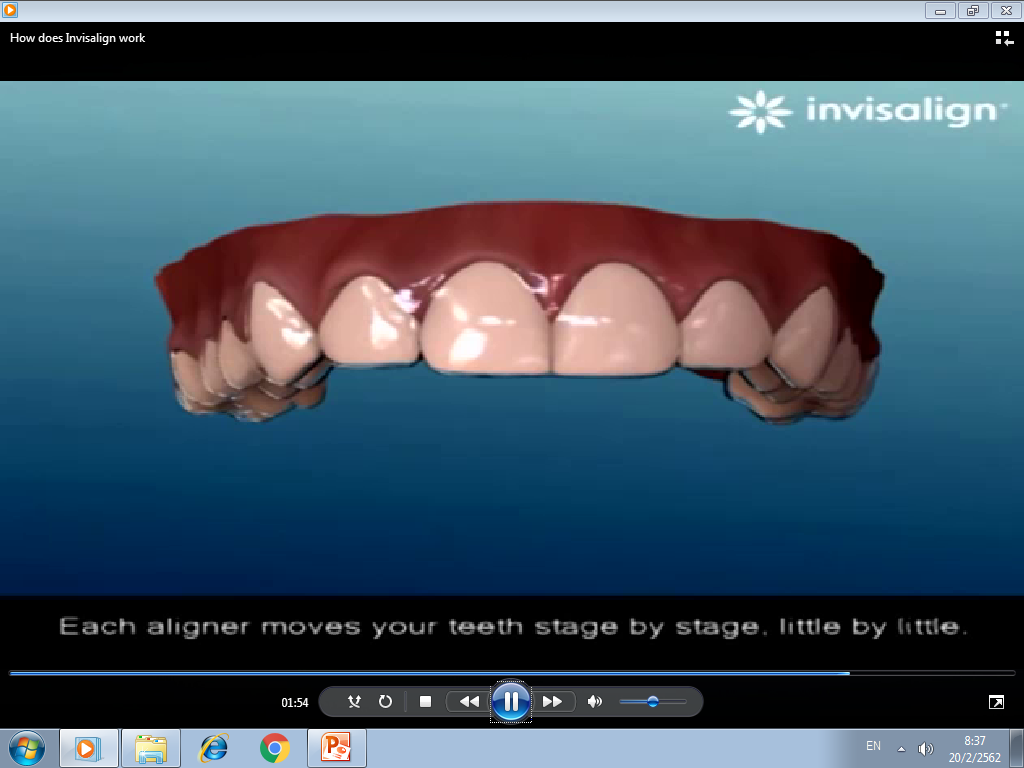 How does Invisalign work
invisalign
Each aligner moves your teeth stage by stage, little by little.
01:54
EN
8:37
20/2/2562